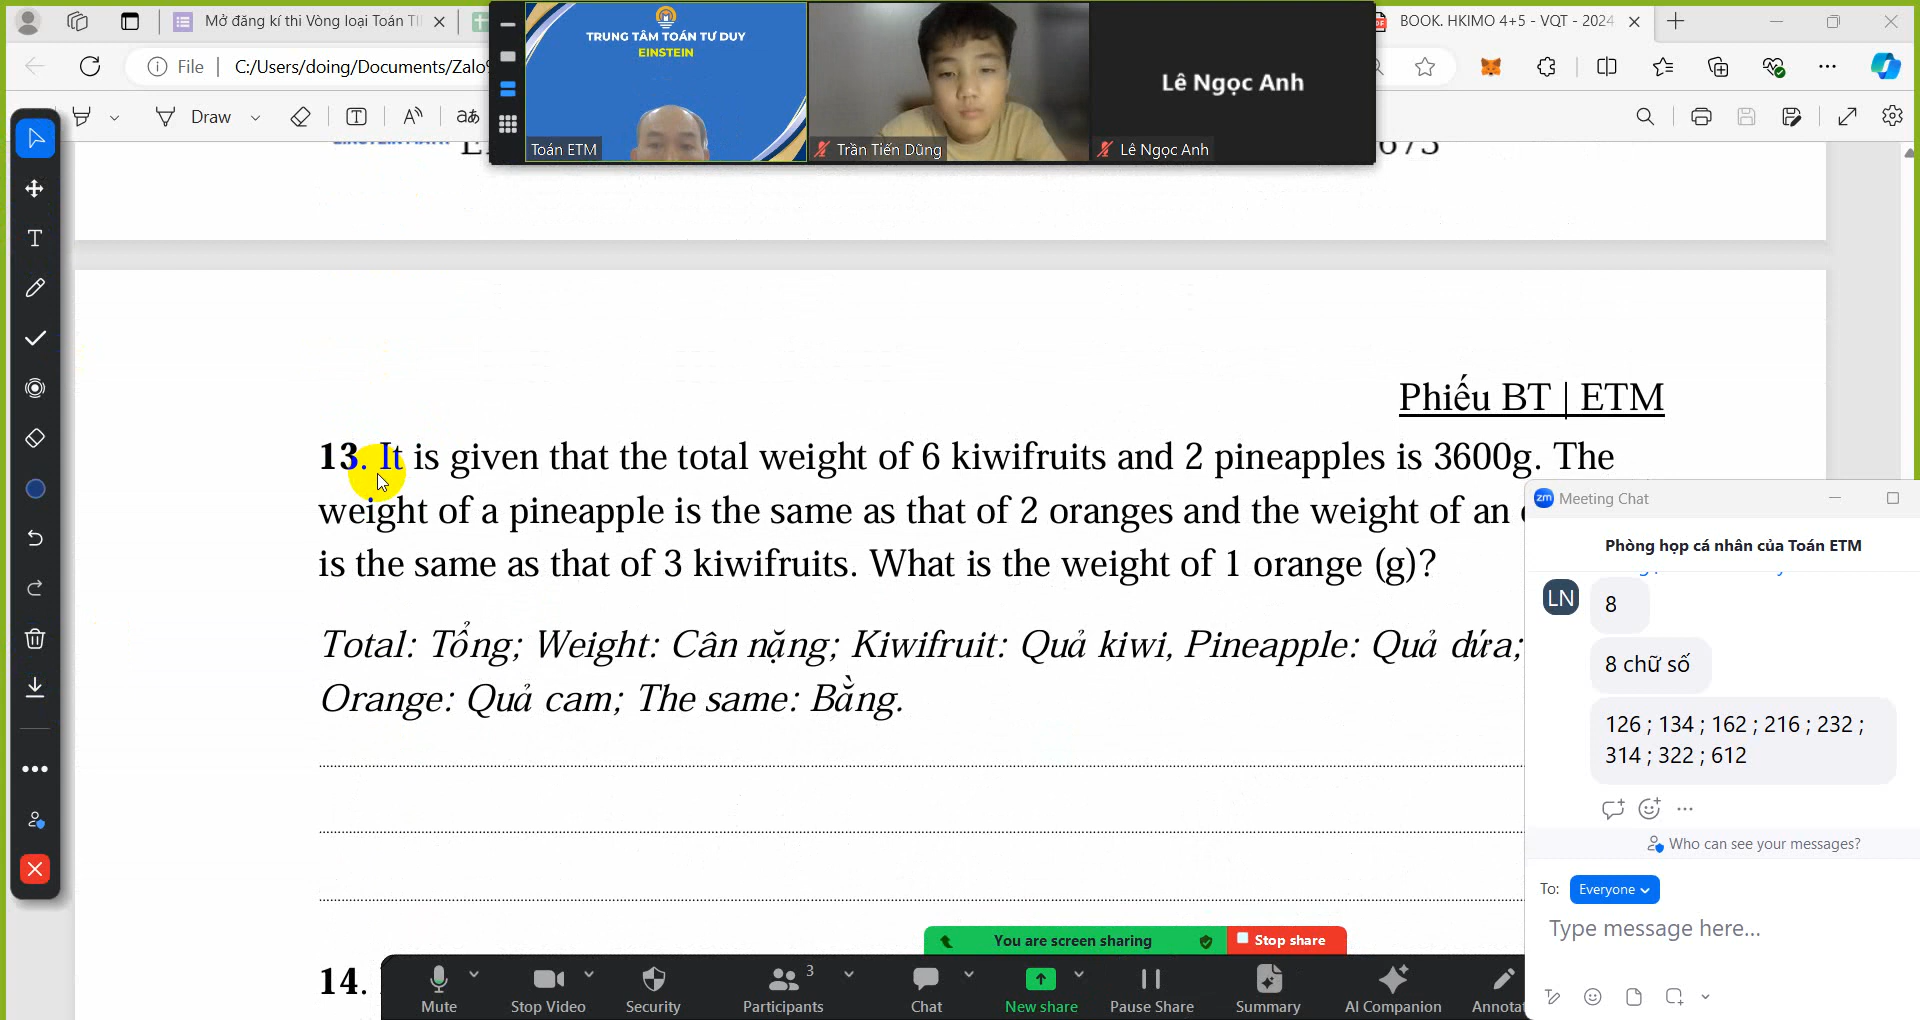 Mở đăng kí thi Vòng loại Toán TI
BOOK. HKIMO 4+5 - VQT - 2024
File
C:/Users/doing/Documents/Zalo
Draw
TRUNG TÂM TOÁN TƯ DUY
EINSTEIN
Toán ETM
Trần Tiến Dũng
Lê Ngọc Anh
Lê Ngọc Anh
Phiếu BT | ETM
13. It is given that the total weight of 6 kiwifruits and 2 pineapples is 3600g. The
weight of a pineapple is the same as that of 2 oranges and the weight of an
is the same as that of 3 kiwifruits. What is the weight of 1 orange (g)?
Total: Tổng; Weight: Cân nặng; Kiwifruit: Quả kiwi, Pineapple: Quả dứa;
Orange: Quả cam; The same: Bằng.
14.
zm Meeting Chat
Phòng họp cá nhân của Toán ETM
LN
8
8 chữ số
126 ; 134 ; 162 ; 216 ; 232 ;
314 ; 322 ; 612
Who can see your messages?
To: Everyone
Type message here...
You are screen sharing
Stop share
Mute
Stop Video
Security
Participants
3
Chat
New share
Pause Share
Summary
AI Companion
Annotat